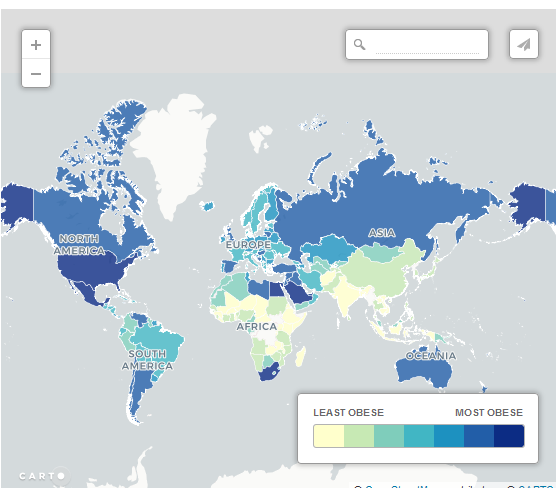 +
−
NORTH
AMERICA
EUROPE
ASIA
AFRICA
SOUTH
AMERICA
OCEANIA
LEAST OBESE
MOST OBESE
CARTO